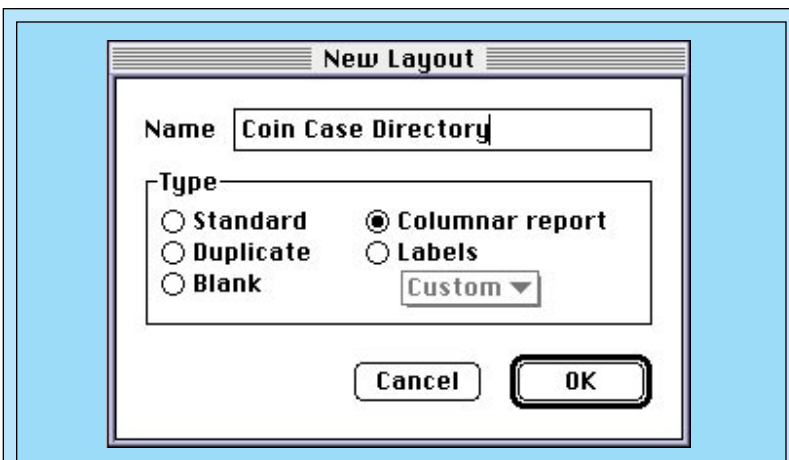 New Layout
Name Coin Case Directory
Type
Standard
Columnar report
Duplicate
Labels
Blank
Custom
Cancel
OK